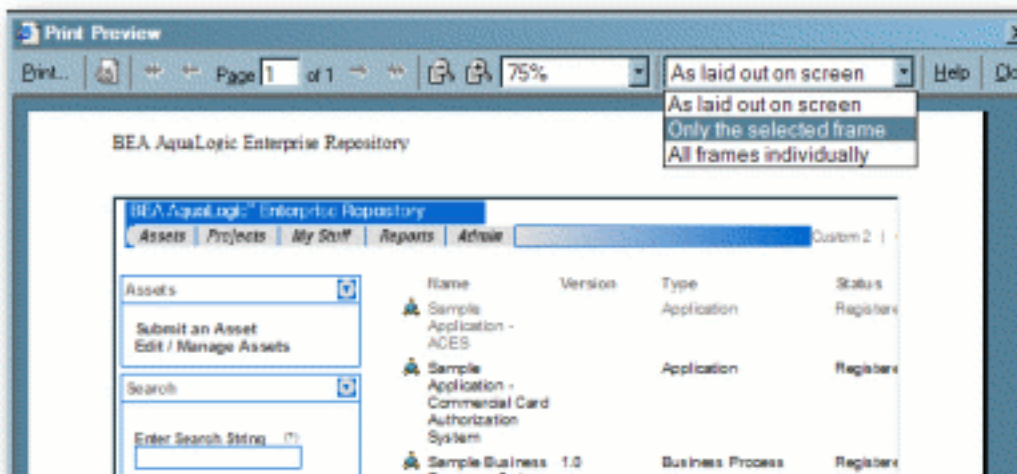 Print Preview
Print... Page 1 of 1 75% As laid out on screen Help Clo
As laid out on screen
Only the selected frame
All frames individually
BEA AquaLogic Enterprise Repository
BEA AquaLogic™ Enterprise Repository
Assets Projects My Stuff Reports Admin Custom 2 |
Assets
Submit an Asset
Edit / Manage Assets
Search
Enter Search String (?)
Name Version Type Status
Sample Application Registere
Application -
ACES
Sample Application Registere
Application -
Commercial Card
Authorization
System
Sample Business 1.0 Business Process Registere